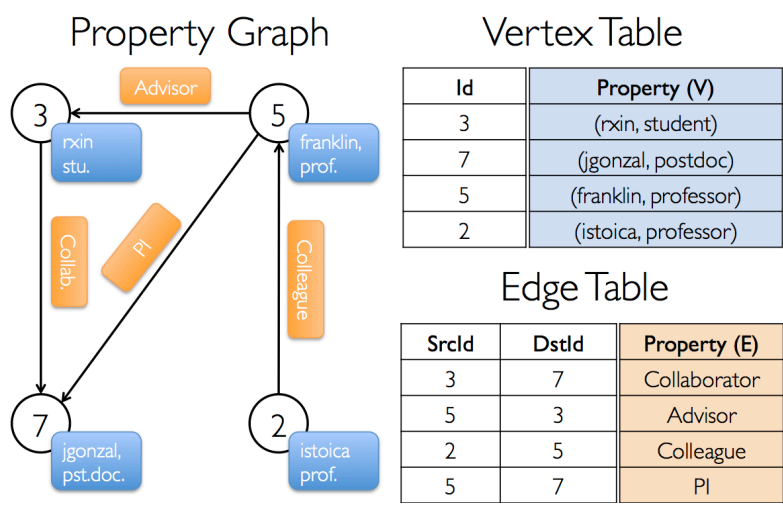 Property Graph
Advisor
3
5
rxin
stu.
franklin,
prof.
Collab.
PI
Colleague
7
2
jgonzal,
pst.doc.
istoica
prof.
Vertex Table
Id Property (V)
3 (rxin, student)
7 (jgonzal, postdoc)
5 (franklin, professor)
2 (istoica, professor)
Edge Table
SrcId DstId Property (E)
3 7 Collaborator
5 3 Advisor
2 5 Colleague
5 7 PI